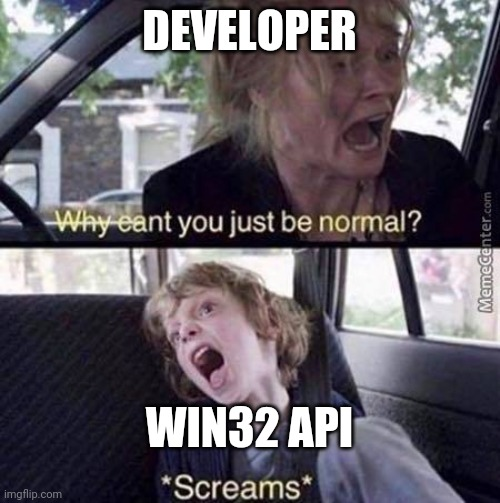 DEVELOPER
Why cant you just be normal?
MemeCenter.com
WIN32 API
*Screams*
imgflip.com